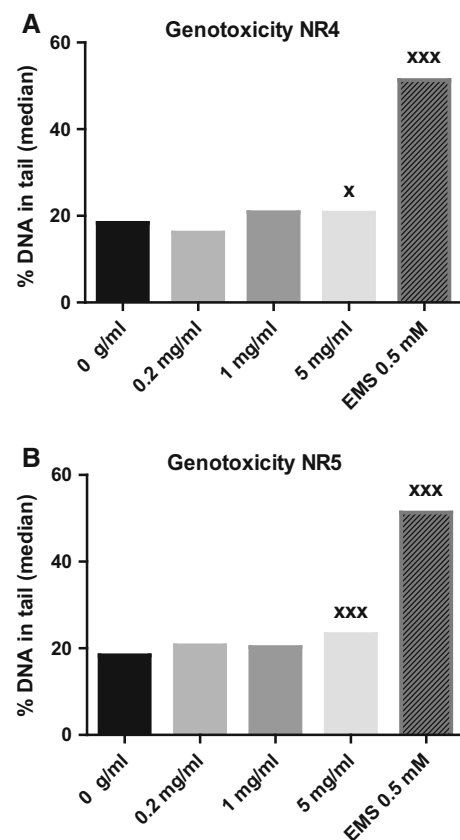 A
Genotoxicity NR4
% DNA in tail (median)
60
40
20
0
x
xxx
0 g/ml
0.2 mg/ml
1 mg/ml
5 mg/ml
EMS 0.5 mM
B
Genotoxicity NR5
% DNA in tail (median)
60
40
20
0
xxx
xxx
0 g/ml
0.2 mg/ml
1 mg/ml
5 mg/ml
EMS 0.5 mM